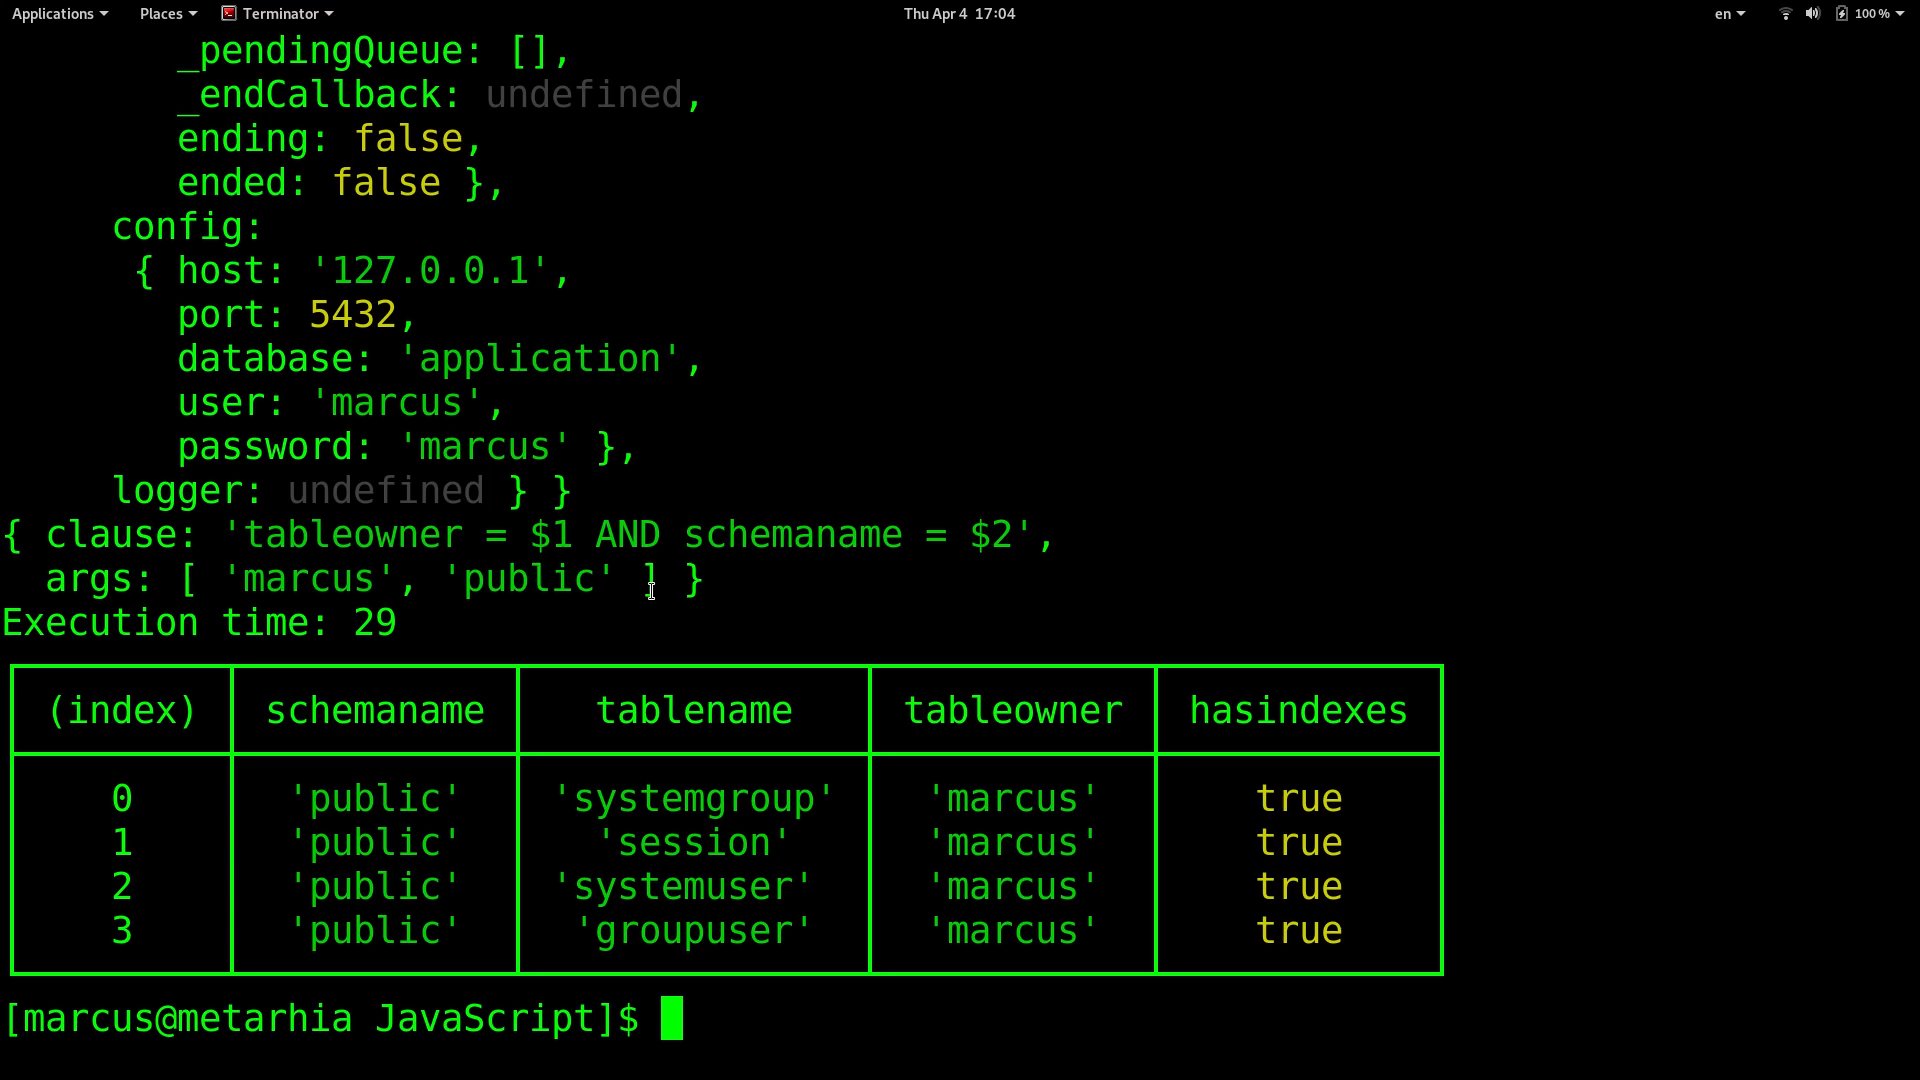 Applications Places Terminator Thu Apr 4 17:04 en 100 %
_pendingQueue: [],
_endCallback: undefined,
ending: false,
ended: false },
config:
{ host: '127.0.0.1',
port: 5432,
database: 'application',
user: 'marcus',
password: 'marcus' },
logger: undefined } }
{ clause: 'tableowner = $1 AND schemaname = $2',
args: [ 'marcus', 'public' ] }
Execution time: 29
(index) schemaname tablename tableowner hasindexes
0 'public' 'systemgroup' 'marcus' true
1 'public' 'session' 'marcus' true
2 'public' 'systemuser' 'marcus' true
3 'public' 'groupuser' 'marcus' true
[marcus@metarhia JavaScript]$